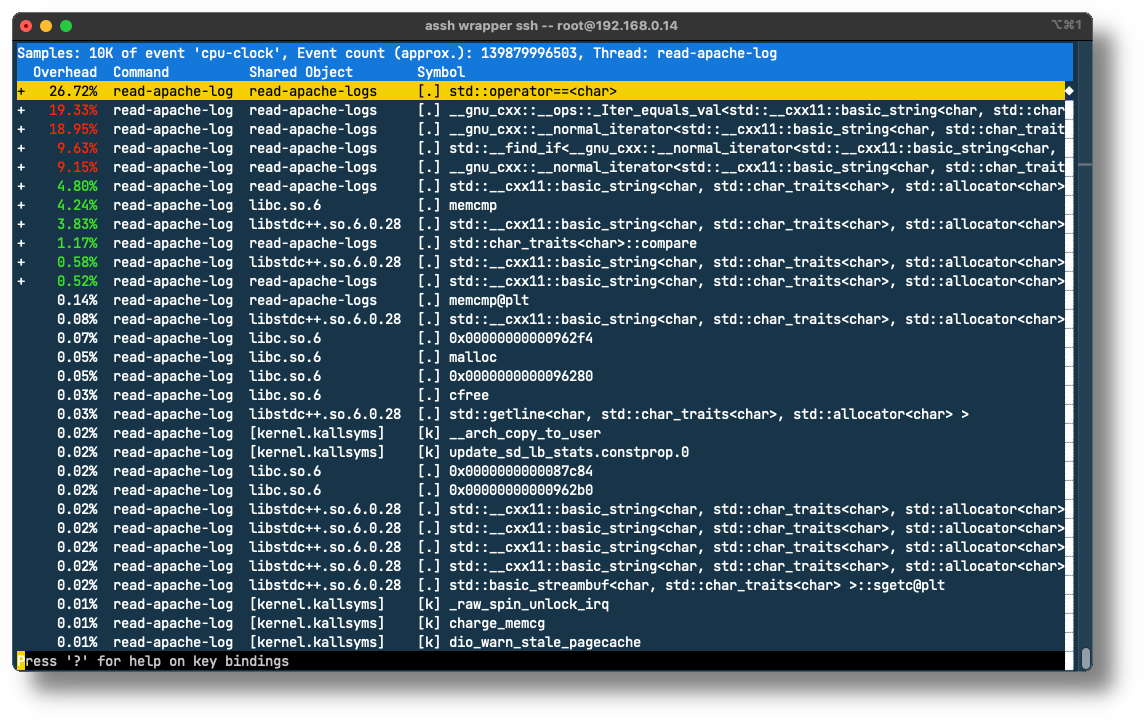 assh wrapper ssh -- root@192.168.0.14 ⌥⌘1
Samples: 10K of event 'cpu-clock', Event count (approx.): 139879996503, Thread: read-apache-log
Overhead Command Shared Object Symbol
+ 26.72% read-apache-log read-apache-logs [.] std::operator==<char>
+ 19.33% read-apache-log read-apache-logs [.] __gnu_cxx::__ops::_Iter_equals_val<std::__cxx11::basic_string<char, std::char
+ 18.95% read-apache-log read-apache-logs [.] __gnu_cxx::__normal_iterator<std::__cxx11::basic_string<char, std::char_trait
+ 9.63% read-apache-log read-apache-logs [.] std::__find_if<__gnu_cxx::__normal_iterator<std::__cxx11::basic_string<char,
+ 9.15% read-apache-log read-apache-logs [.] __gnu_cxx::__normal_iterator<std::__cxx11::basic_string<char, std::char_trait
+ 4.80% read-apache-log read-apache-logs [.] std::__cxx11::basic_string<char, std::char_traits<char>, std::allocator<char>
+ 4.24% read-apache-log libc.so.6 [.] memcmp
+ 3.83% read-apache-log libstdc++.so.6.0.28 [.] std::__cxx11::basic_string<char, std::char_traits<char>, std::allocator<char>
+ 1.17% read-apache-log read-apache-logs [.] std::char_traits<char>::compare
+ 0.58% read-apache-log libstdc++.so.6.0.28 [.] std::__cxx11::basic_string<char, std::char_traits<char>, std::allocator<char>
+ 0.52% read-apache-log read-apache-logs [.] std::__cxx11::basic_string<char, std::char_traits<char>, std::allocator<char>
0.14% read-apache-log read-apache-logs [.] memcmp@plt
0.08% read-apache-log libstdc++.so.6.0.28 [.] std::__cxx11::basic_string<char, std::char_traits<char>, std::allocator<char>
0.07% read-apache-log libc.so.6 [.] 0x00000000000962f4
0.05% read-apache-log libc.so.6 [.] malloc
0.05% read-apache-log libc.so.6 [.] 0x0000000000096280
0.03% read-apache-log libc.so.6 [.] cfree
0.03% read-apache-log libstdc++.so.6.0.28 [.] std::getline<char, std::char_traits<char>, std::allocator<char> >
0.02% read-apache-log [kernel.kallsyms] [k] __arch_copy_to_user
0.02% read-apache-log [kernel.kallsyms] [k] update_sd_lb_stats.constprop.0
0.02% read-apache-log libc.so.6 [.] 0x0000000000087c84
0.02% read-apache-log libc.so.6 [.] 0x00000000000962b0
0.02% read-apache-log libstdc++.so.6.0.28 [.] std::__cxx11::basic_string<char, std::char_traits<char>, std::allocator<char>
0.02% read-apache-log libstdc++.so.6.0.28 [.] std::__cxx11::basic_string<char, std::char_traits<char>, std::allocator<char>
0.02% read-apache-log libstdc++.so.6.0.28 [.] std::__cxx11::basic_string<char, std::char_traits<char>, std::allocator<char>
0.02% read-apache-log libstdc++.so.6.0.28 [.] std::__cxx11::basic_string<char, std::char_traits<char>, std::allocator<char>
0.02% read-apache-log libstdc++.so.6.0.28 [.] std::basic_streambuf<char, std::char_traits<char> >::sgetc@plt
0.01% read-apache-log [kernel.kallsyms] [k] _raw_spin_unlock_irq
0.01% read-apache-log [kernel.kallsyms] [k] charge_memcg
0.01% read-apache-log [kernel.kallsyms] [k] dio_warn_stale_pagecache
Press '?' for help on key bindings